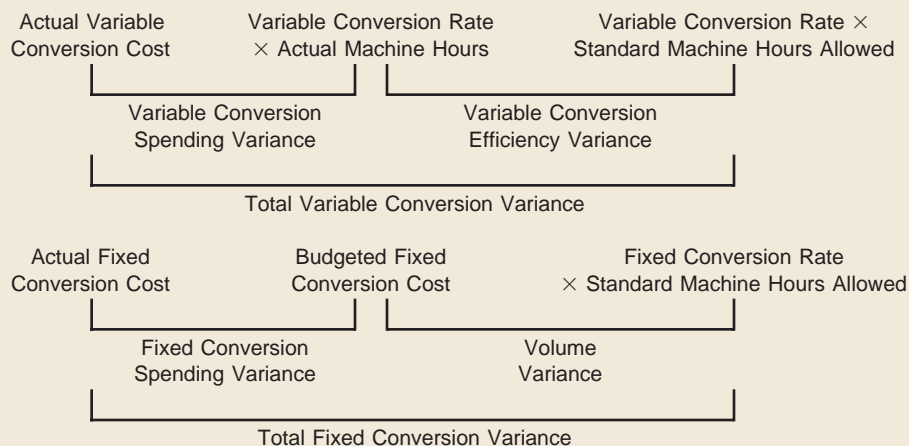 Actual Variable Variable Conversion Rate Variable Conversion Rate ×
Conversion Cost × Actual Machine Hours Standard Machine Hours Allowed
Variable Conversion Variable Conversion
Spending Variance Efficiency Variance
Total Variable Conversion Variance
Actual Fixed Budgeted Fixed Fixed Conversion Rate
Conversion Cost Conversion Cost × Standard Machine Hours Allowed
Fixed Conversion Volume
Spending Variance Variance
Total Fixed Conversion Variance